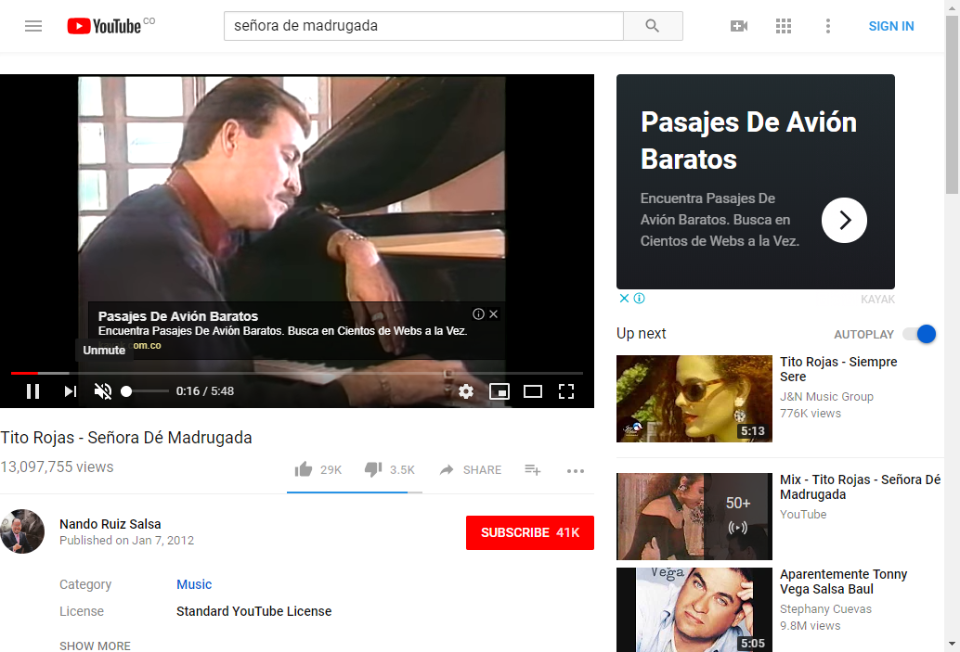 YouTube CO
señora de madrugada
SIGN IN
Pasajes De Avión Baratos
Encuentra Pasajes De Avión Baratos. Busca en Cientos de Webs a la Vez.
om.co
Unmute
0:16 / 5:48
Tito Rojas - Señora Dé Madrugada
13,097,755 views
29K
3.5K
SHARE
Nando Ruiz Salsa
Published on Jan 7, 2012
SUBSCRIBE 41K
Category Music
License Standard YouTube License
SHOW MORE
Pasajes De Avión
Baratos
Encuentra Pasajes De
Avión Baratos. Busca en
Cientos de Webs a la Vez.
KAYAK
Up next
AUTOPLAY
5:13
Tito Rojas - Siempre
Sere
J&N Music Group
776K views
50+
Mix - Tito Rojas - Señora Dé
Madrugada
YouTube
Vega
5:05
Aparentemente Tonny
Vega Salsa Baul
Stephany Cuevas
9.8M views